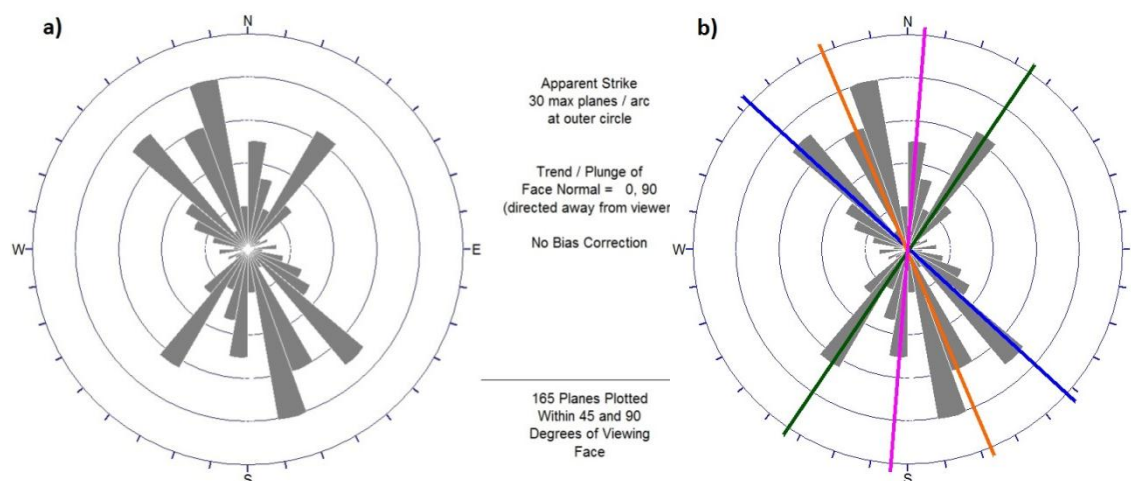 a)
N
W
E
S
Apparent Strike
30 max planes / arc
at outer circle
Trend / Plunge of
Face Normal = 0, 90
(directed away from viewer
No Bias Correction
165 Planes Plotted
Within 45 and 90
Degrees of Viewing
Face
b)
N
W
S